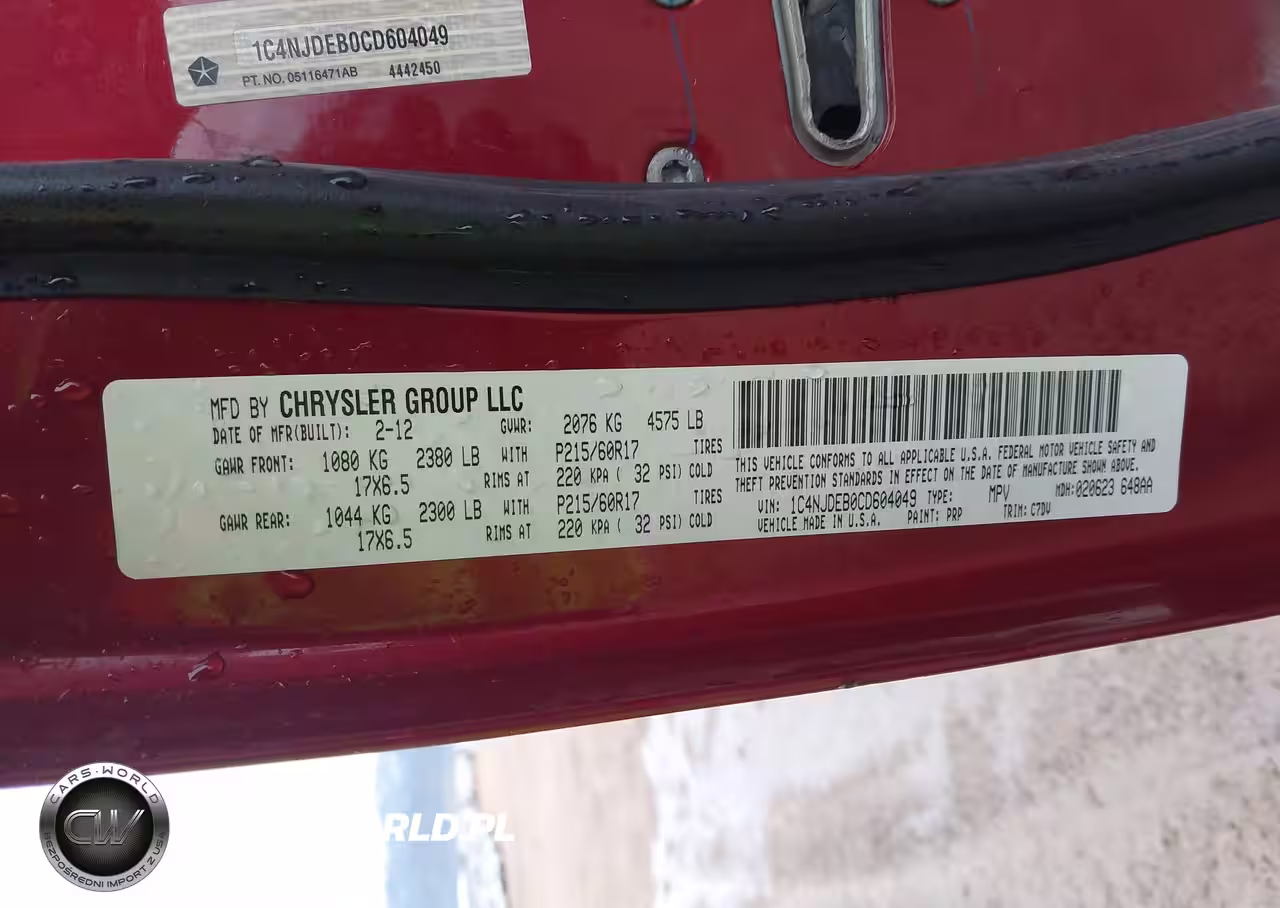 1C4NJDEB0CD604049
PT. NO. 05116471AB 4442450
MFD BY CHRYSLER GROUP LLC
DATE OF MFR(BUILT): 2-12 GVWR: 2076 KG 4575 LB
GAWR FRONT: 1080 KG 2380 LB WITH P215/60R17 TIRES
17X6.5 RIMS AT 220 KPA ( 32 PSI) COLD
GAWR REAR: 1044 KG 2300 LB WITH P215/60R17 TIRES
17X6.5 RIMS AT 220 KPA ( 32 PSI) COLD
THIS VEHICLE CONFORMS TO ALL APPLICABLE U.S.A. FEDERAL MOTOR VEHICLE SAFETY AND
THEFT PREVENTION STANDARDS IN EFFECT ON THE DATE OF MANUFACTURE SHOWN ABOVE.
VIN: 1C4NJDEB0CD604049 TYPE: MPV MDH:020623 648AA
VEHICLE MADE IN U.S.A. PAINT: PRP TRIM: C7DV
CARS-WORLD
CW
BEZPOŚREDNI IMPORT Z USA
RLD.PL